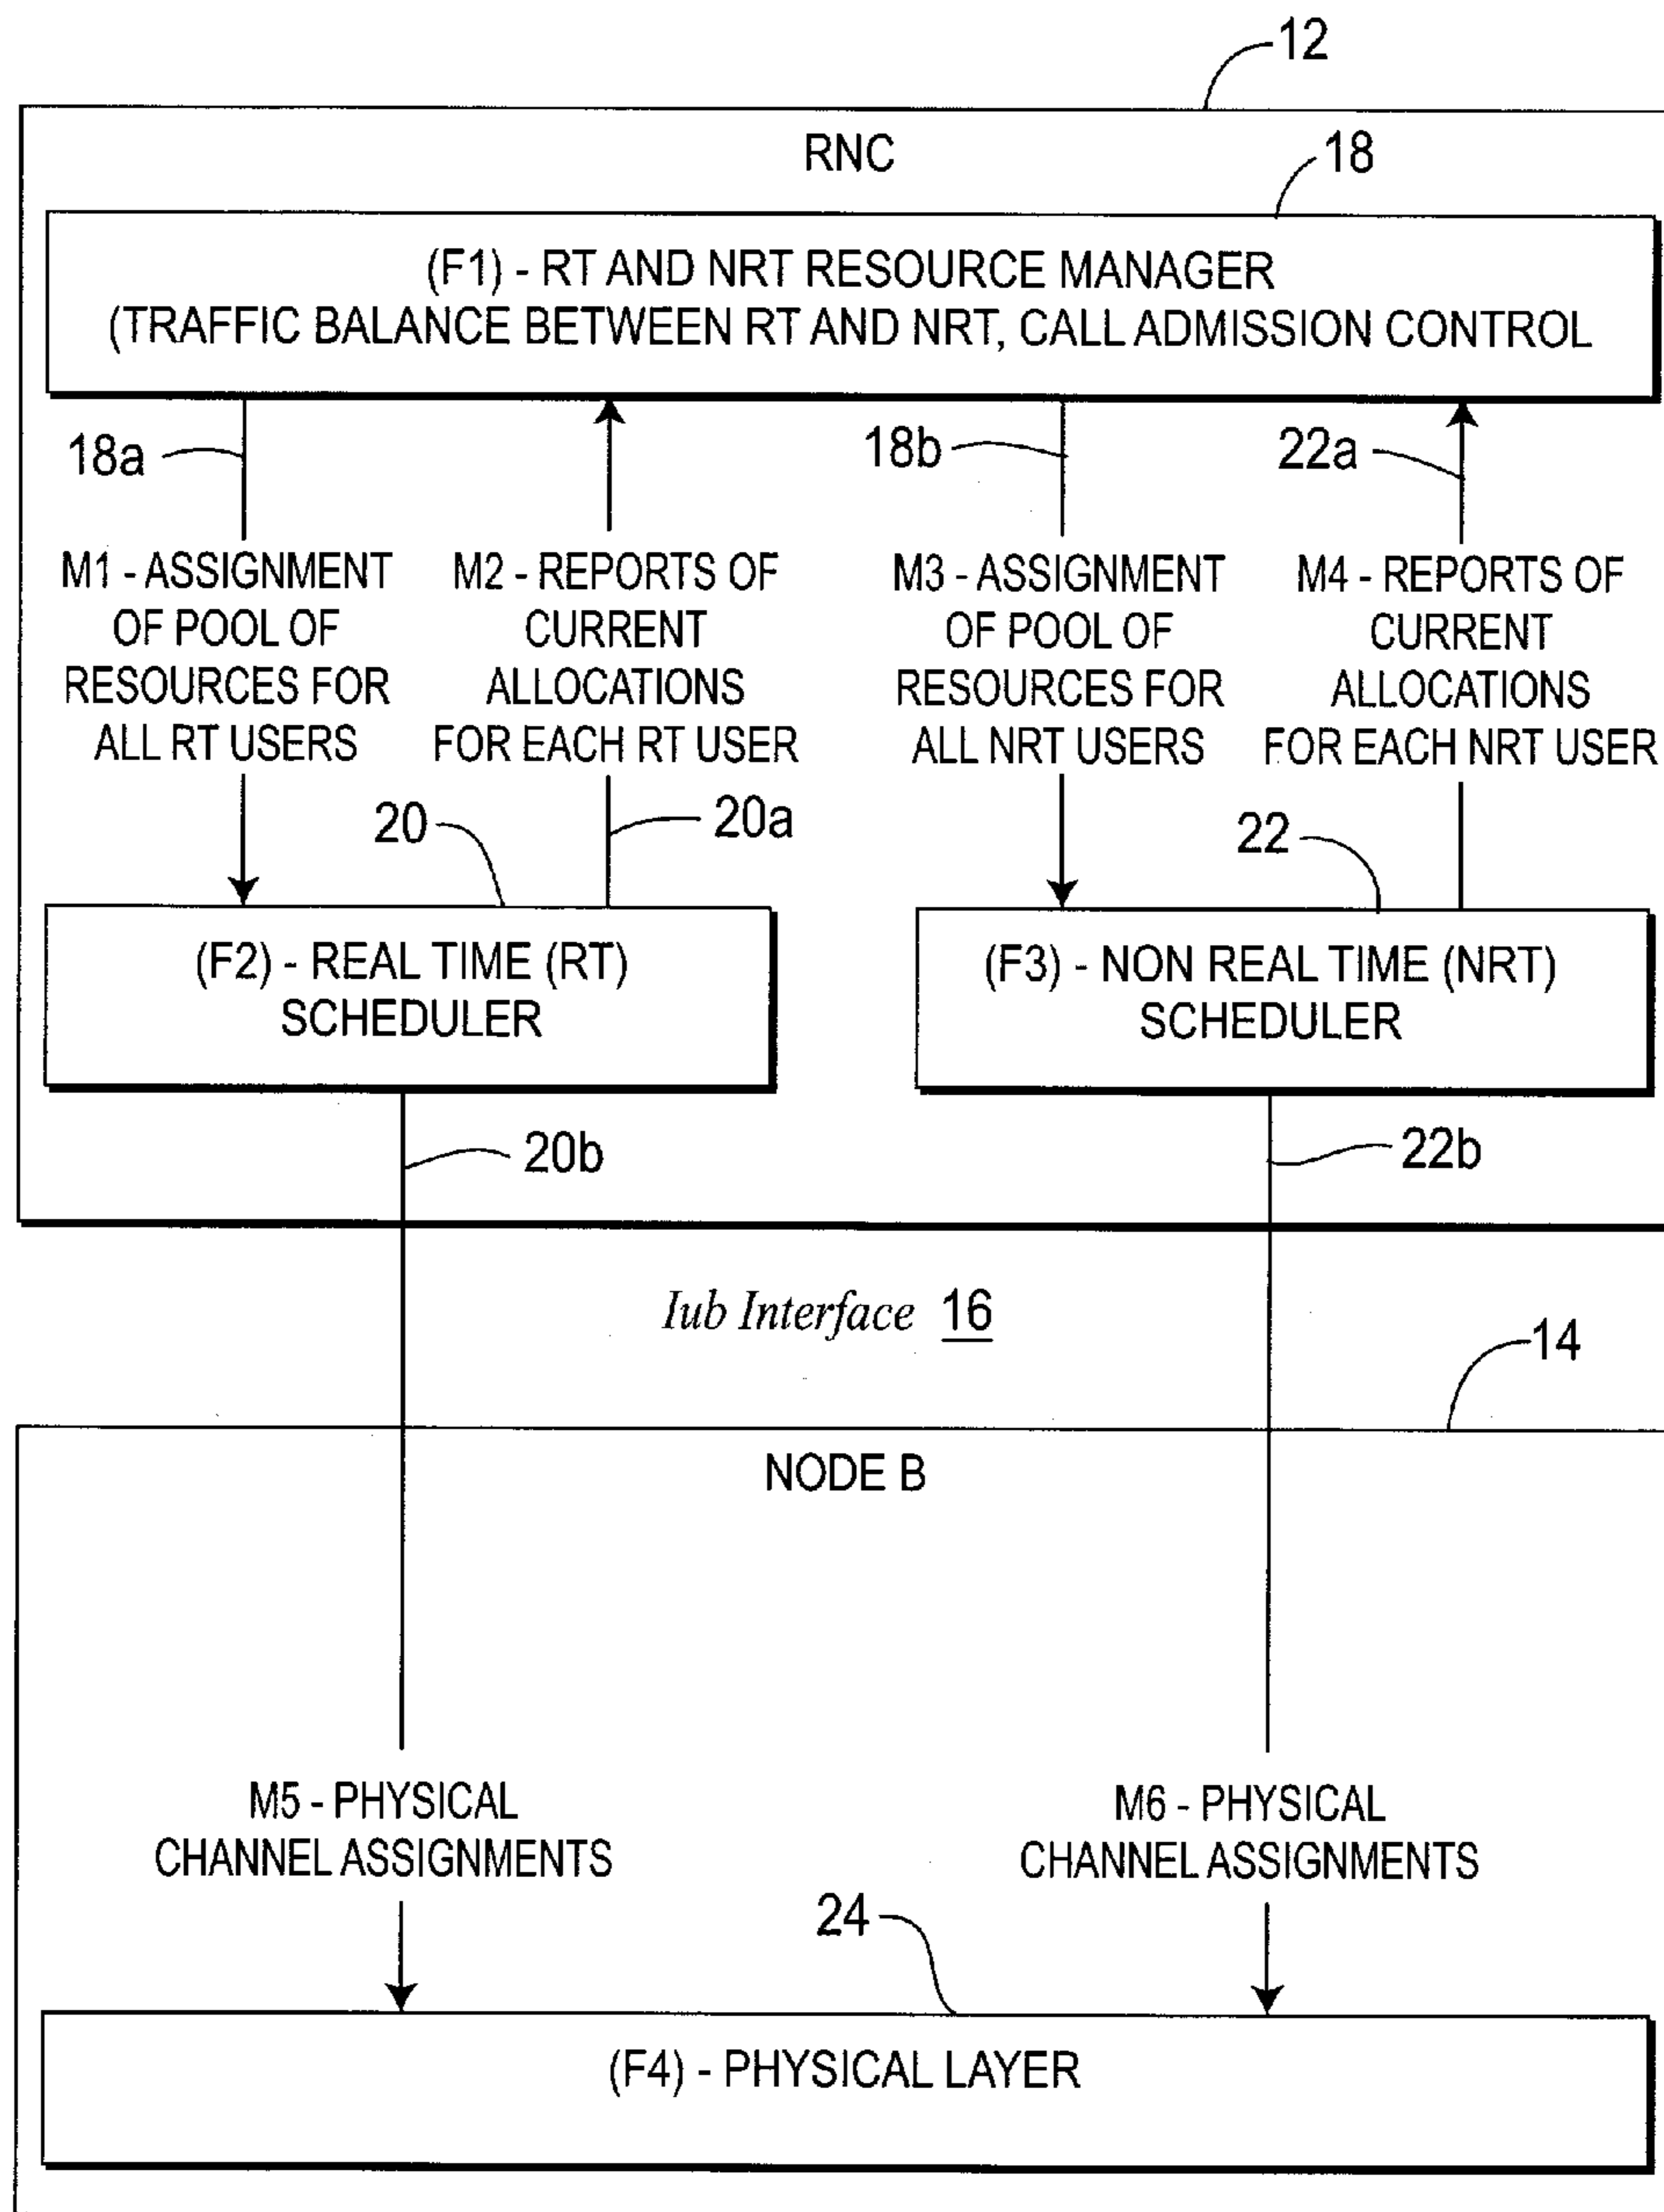 12
RNC
18
(F1) - RT AND NRT RESOURCE MANAGER
(TRAFFIC BALANCE BETWEEN RT AND NRT, CALL ADMISSION CONTROL
18a
18b
22a
M1 - ASSIGNMENT
OF POOL OF
RESOURCES FOR
ALL RT USERS
M2 - REPORTS OF
CURRENT
ALLOCATIONS
FOR EACH RT USER
M3 - ASSIGNMENT
OF POOL OF
RESOURCES FOR
ALL NRT USERS
M4 - REPORTS OF
CURRENT
ALLOCATIONS
FOR EACH NRT USER
20
20a
22
(F2) - REAL TIME (RT)
SCHEDULER
(F3) - NON REAL TIME (NRT)
SCHEDULER
20b
22b
Iub Interface 16
14
NODE B
M5 - PHYSICAL
CHANNEL ASSIGNMENTS
M6 - PHYSICAL
CHANNEL ASSIGNMENTS
24
(F4) - PHYSICAL LAYER